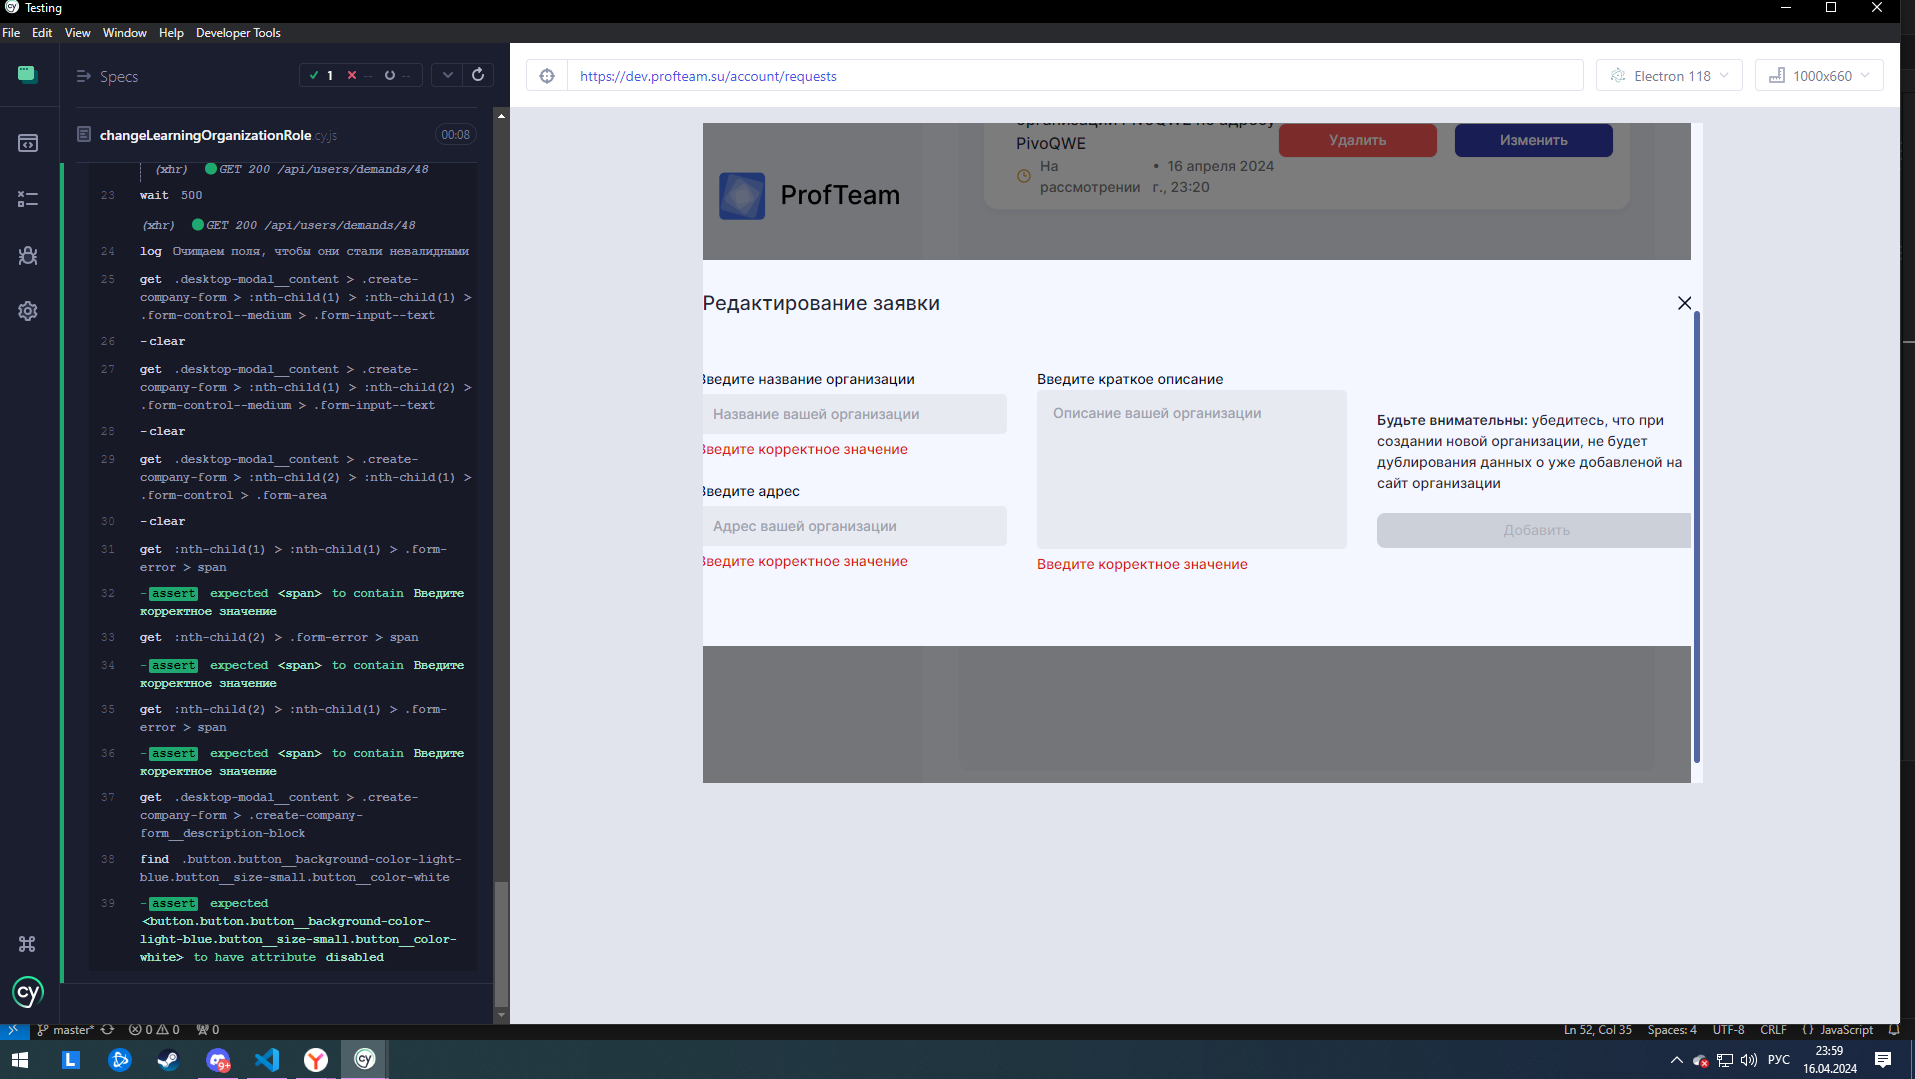 Testing
File Edit View Window Help Developer Tools
Specs
1 -- --
changeLearningOrganizationRole.cy.js 00:08
(xhr) GET 200 /api/users/demands/48
23 wait 500
(xhr) GET 200 /api/users/demands/48
24 log Очищаем поля, чтобы они стали невалидными
25 get .desktop-modal__content > .create-
company-form > :nth-child(1) > :nth-child(1) >
.form-control--medium > .form-input--text
26 -clear
27 get .desktop-modal__content > .create-
company-form > :nth-child(1) > :nth-child(2) >
.form-control--medium > .form-input--text
28 -clear
29 get .desktop-modal__content > .create-
company-form > :nth-child(2) > :nth-child(1) >
.form-control > .form-area
30 -clear
31 get :nth-child(1) > :nth-child(1) > .form-
error > span
32 -assert expected <span> to contain Введите
корректное значение
33 get :nth-child(2) > .form-error > span
34 -assert expected <span> to contain Введите
корректное значение
35 get :nth-child(2) > :nth-child(1) > .form-
error > span
36 -assert expected <span> to contain Введите
корректное значение
37 get .desktop-modal__content > .create-
company-form > .create-company-
form__description-block
38 find .button.button__background-color-light-
blue.button__size-small.button__color-white
39 -assert expected
<button.button.button__background-color-
light-blue.button__size-small.button__color-
white> to have attribute disabled
cy
https://dev.profteam.su/account/requests
Electron 118
1000x660
ProfTeam
организации PivoQWE по адресу
PivoQWE
На
рассмотрении
• 16 апреля 2024
г., 23:20
Удалить
Изменить
Редактирование заявки
Введите название организации
Название вашей организации
Введите корректное значение
Введите адрес
Адрес вашей организации
Введите корректное значение
Введите краткое описание
Описание вашей организации
Введите корректное значение
Будьте внимательны: убедитесь, что при
создании новой организации, не будет
дублирования данных о уже добавленой на
сайт организации
Добавить
master* 0 0 0
Ln 52, Col 35 Spaces: 4 UTF-8 CRLF {} JavaScript
L 9+ Y cy
РУС
23:59
16.04.2024